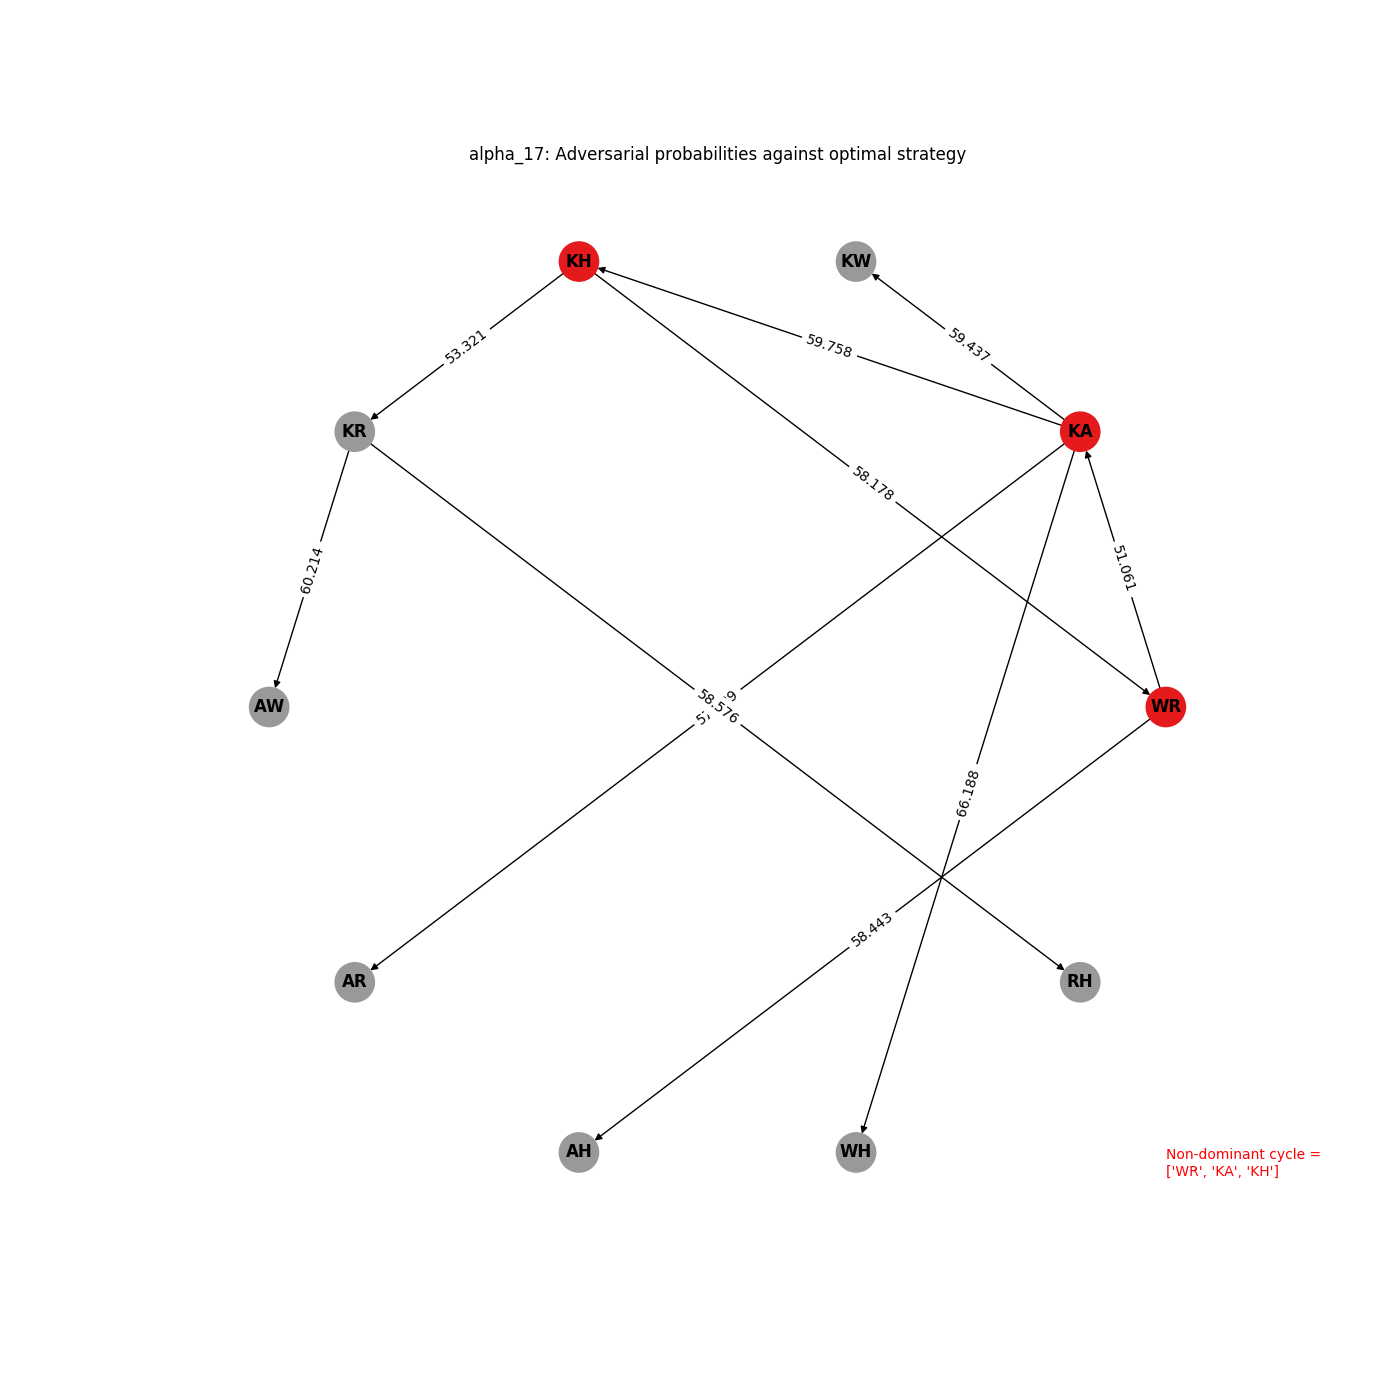 alpha_17: Adversarial probabilities against optimal strategy
KH
KW
53.321
59.758
59.437
KR
KA
58.178
60.214
51.061
AW
58.576
WR
66.188
58.443
AR
RH
AH
WH
Non-dominant cycle =
['WR', 'KA', 'KH']